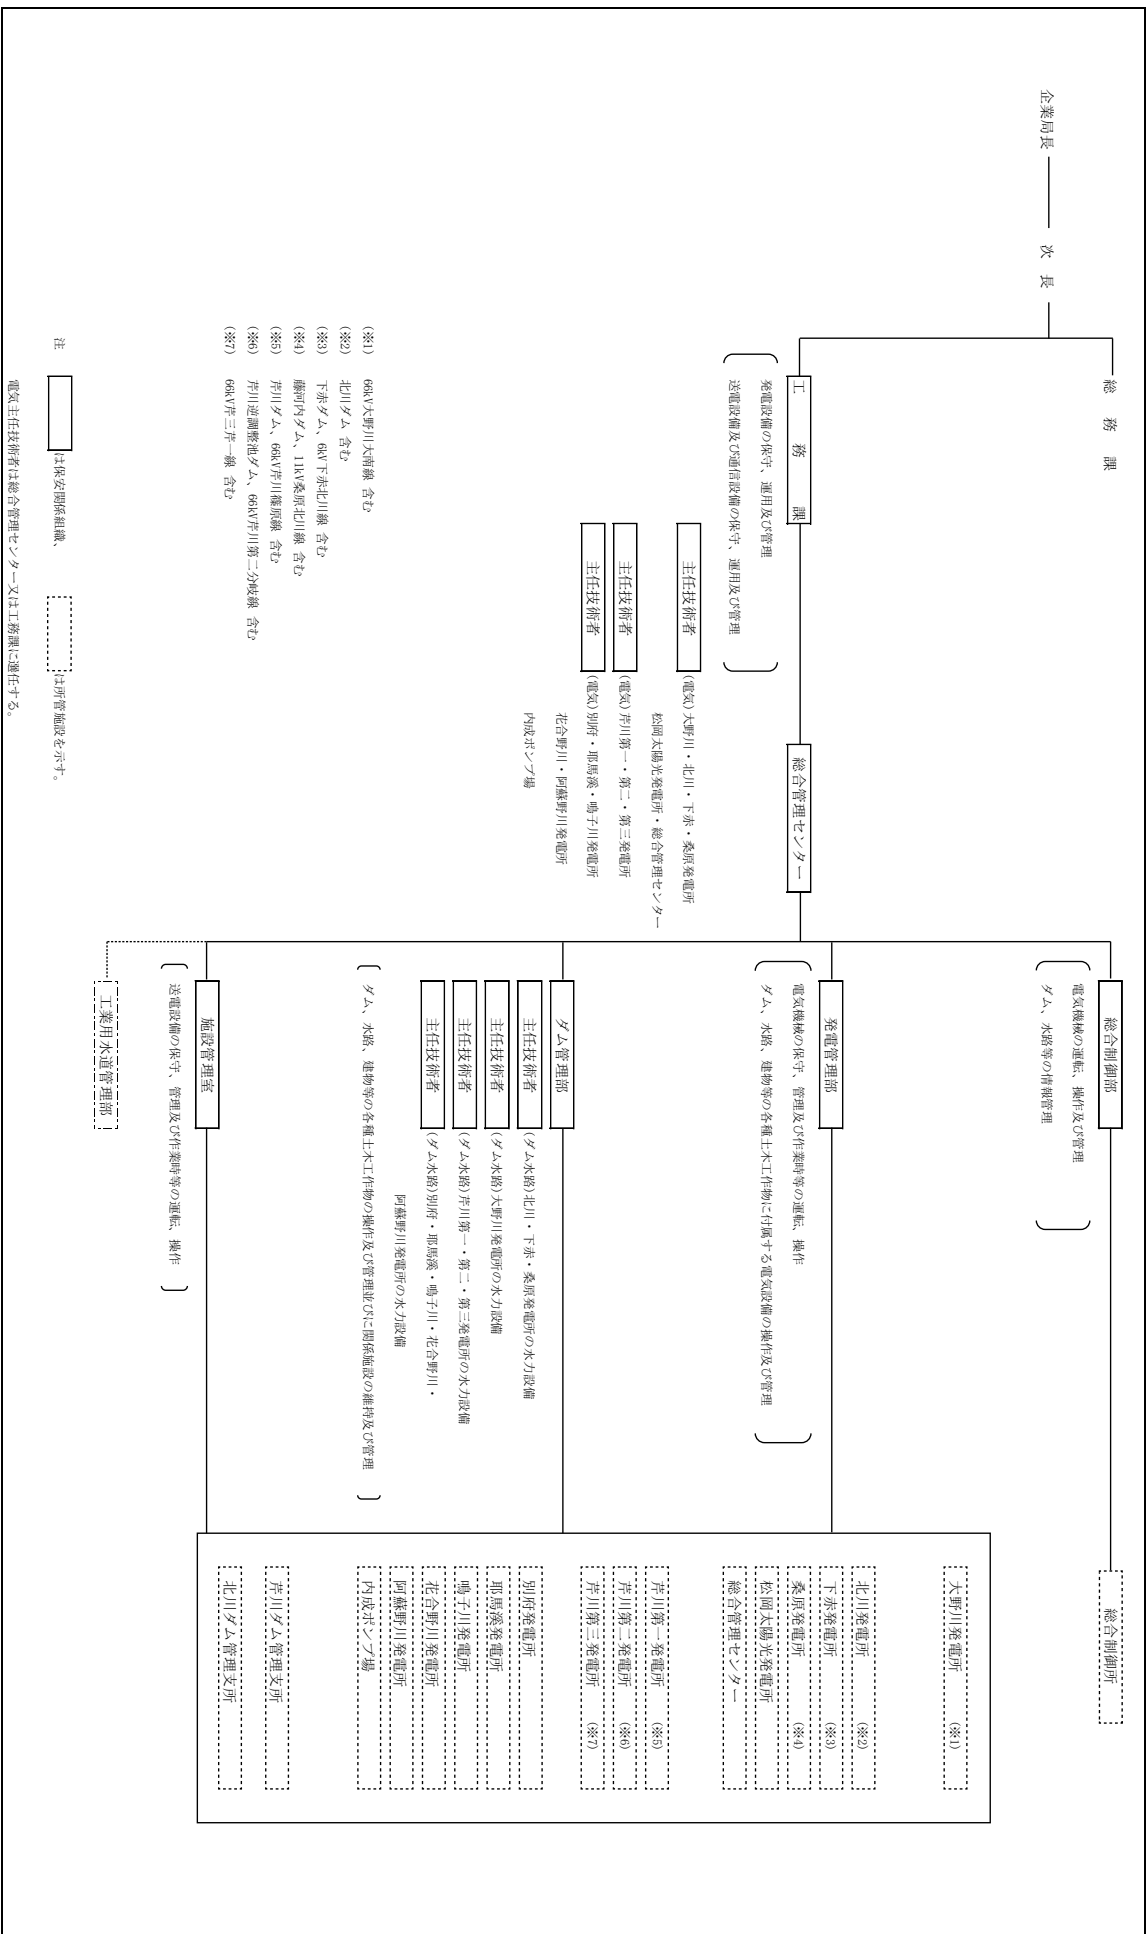 企業局長
次 長
総 務 課
工 務 課
発電設備の保守、運用及び管理
送電設備及び通信設備の保守、運用及び管理
主任技術者 (電気)大野川・北川・下赤・桑原発電所
松岡太陽光発電所・総合管理センター
主任技術者 (電気)芹川第一・第二・第三発電所
主任技術者 (電気)別府・耶馬溪・鳴子川発電所
花合野川・阿蘇野川発電所
内成ポンプ場
総合管理センター
総合制御部
電気機械の運転、操作及び管理
ダム、水路等の情報管理
発電管理部
電気機械の保守、管理及び作業時等の運転、操作
ダム、水路、建物等の各種土木工作物に付属する電気設備の操作及び管理
ダム管理部
主任技術者 (ダム水路)北川・下赤・桑原発電所の水力設備
主任技術者 (ダム水路)大野川発電所の水力設備
主任技術者 (ダム水路)芹川第一・第二・第三発電所の水力設備
主任技術者 (ダム水路)別府・耶馬溪・鳴子川・花合野川・
阿蘇野川発電所の水力設備
ダム、水路、建物等の各種土木工作物の操作及び管理並びに関係施設の維持及び管理
施設管理室
送電設備の保守、管理及び作業時等の運転、操作
工業用水道管理部
総合制御所
大野川発電所 (※1)
北川発電所 (※2)
下赤発電所 (※3)
桑原発電所 (※4)
松岡太陽光発電所
総合管理センター
芹川第一発電所 (※5)
芹川第二発電所 (※6)
芹川第三発電所 (※7)
別府発電所
耶馬溪発電所
鳴子川発電所
花合野川発電所
阿蘇野川発電所
内成ポンプ場
芹川ダム管理支所
北川ダム管理支所
(※1) 66kV大野川大南線 含む
(※2) 北川ダム 含む
(※3) 下赤ダム、6kV下赤北川線 含む
(※4) 藤河内ダム、11kV桑原北川線 含む
(※5) 芹川ダム、66kV芹川篠原線 含む
(※6) 芹川逆調整池ダム、66kV芹川第二分岐線 含む
(※7) 66kV芹三芹一線 含む
注 は保安関係組織、 は所管施設を示す。
電気主任技術者は総合管理センター又は工務課に選任する。